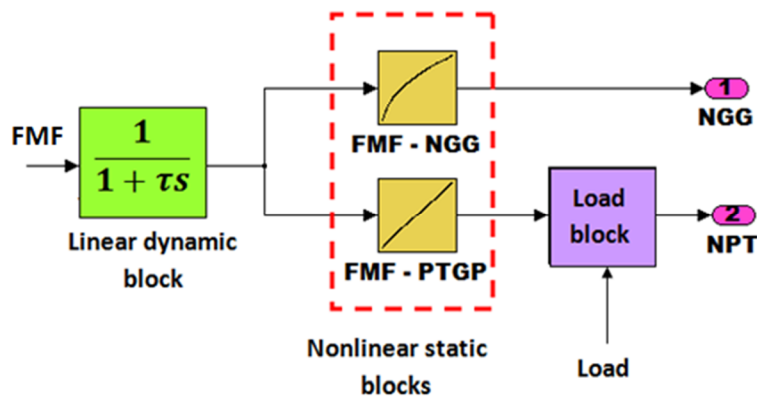 FMF
1
1 + τs
Linear dynamic
block
FMF - NGG
FMF - PTGP
Nonlinear static
blocks
Load
block
Load
1
NGG
2
NPT